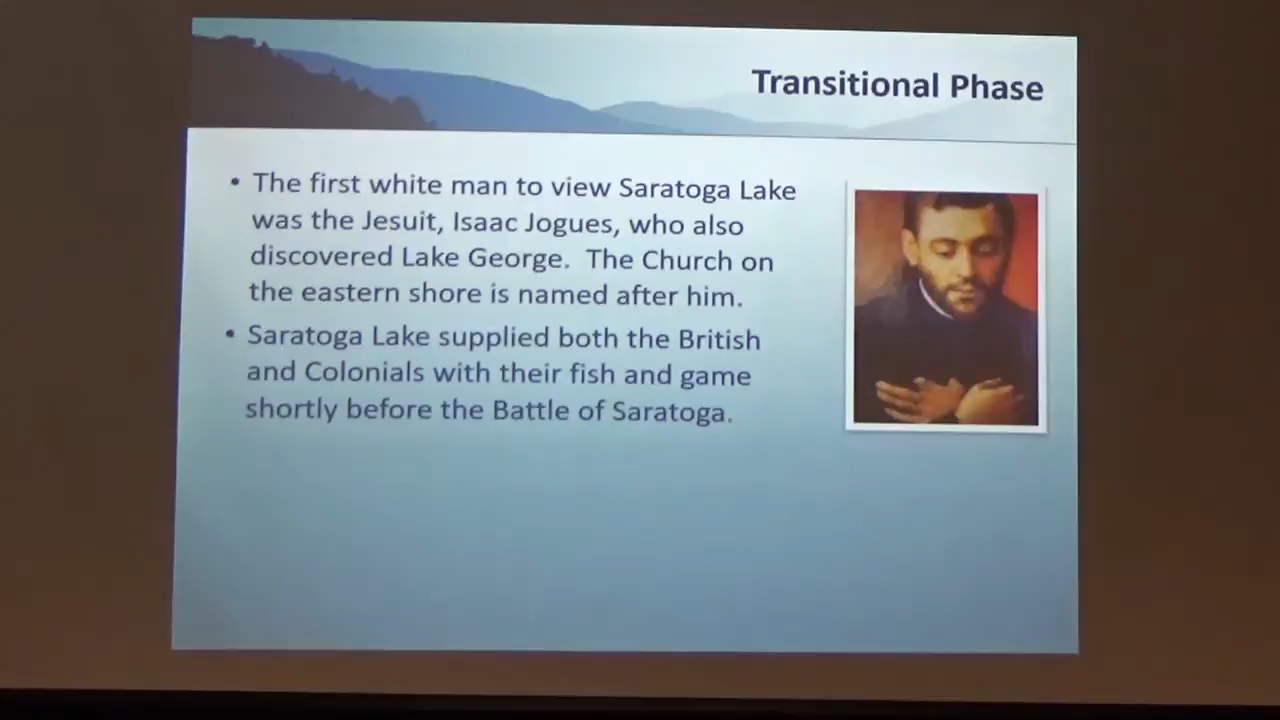 Transitional Phase
• The first white man to view Saratoga Lake
was the Jesuit, Isaac Jogues, who also
discovered Lake George.  The Church on
the eastern shore is named after him.
• Saratoga Lake supplied both the British
and Colonials with their fish and game
shortly before the Battle of Saratoga.